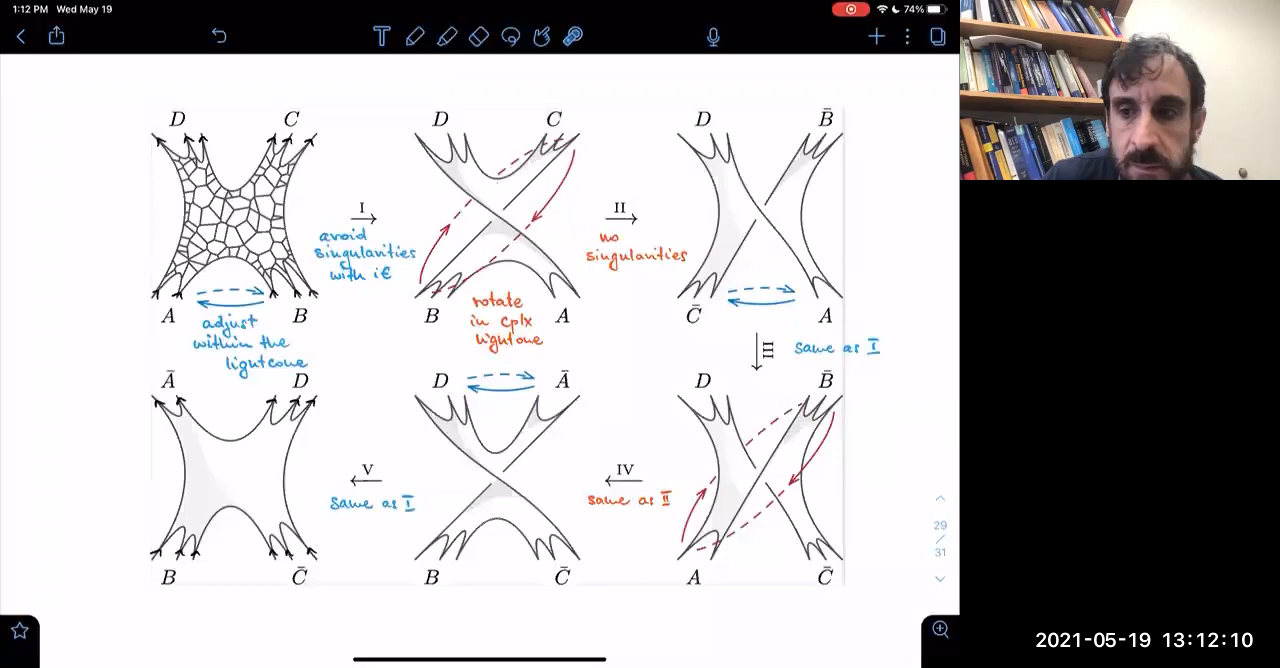 1:12 PM Wed May 19
74%
D C D C D B̄
I
II
avoid
singularities
with iϵ
no
singularities
A B B A C̄ A
adjust
within the
lightcone
rotate
in cplx
lightone
III
same as I
Ā D D Ā D B̄
V
IV
same as I
same as II
B C̄ B C̄ A C̄
29
/
31
2021-05-19 13:12:10